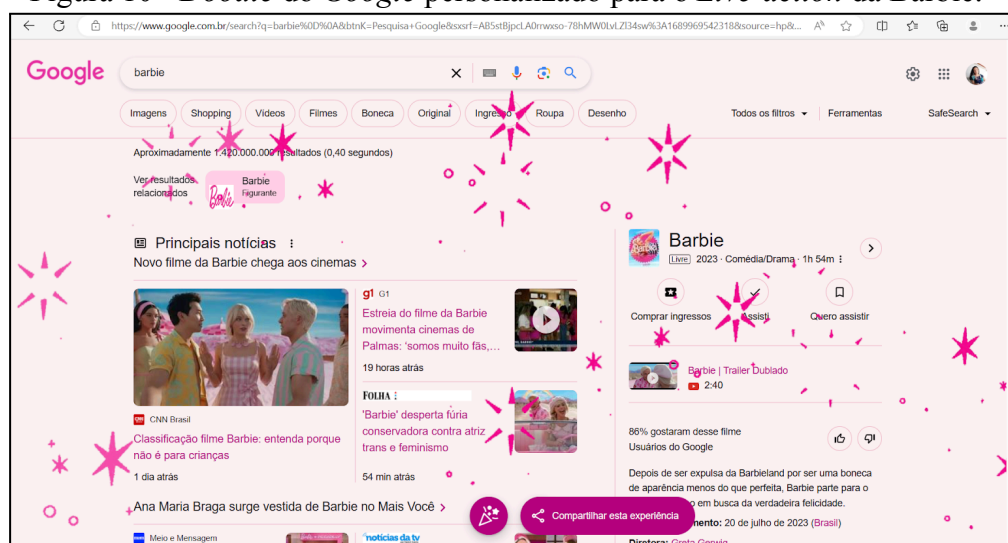 Figura 10 - Doodle do Google personalizado para o Live-action da Barbie.
https://www.google.com.br/search?q=barbie%0D%0A&btnK=Pesquisa+Google&sxsrf=
Google
barbie
Imagens Shopping Vídeos Filmes Boneca Original Ingresso Roupa Desenho
Todos os filtros Ferramentas SafeSearch
Aproximadamente 1.420.000.000 resultados (0,40 segundos)
Ver resultados
relacionados
Barbie
Barbie
Figurante
Principais notícias
Novo filme da Barbie chega aos cinemas >
CNN Brasil
Classificação filme Barbie: entenda porque
não é para crianças
1 dia atrás
g1 G1
Estreia do filme da Barbie
movimenta cinemas de
Palmas: 'somos muito fãs,...
19 horas atrás
FOLHA
'Barbie' desperta fúria
conservadora contra atriz
trans e feminismo
54 min atrás
Ana Maria Braga surge vestida de Barbie no Mais Você >
Meio e Mensagem
notícias da tv
Barbie
Livre 2023 · Comédia/Drama · 1h 54m
Comprar ingressos Assisti Quero assistir
Barbie | Trailer Dublado
2:40
86% gostaram desse filme
Usuários do Google
Depois de ser expulsa da Barbieland por ser uma boneca
de aparência menos do que perfeita, Barbie parte para o
em busca da verdadeira felicidade.
mento: 20 de julho de 2023 (Brasil)
Diretora: Greta Gerwig
Compartilhar esta experiência